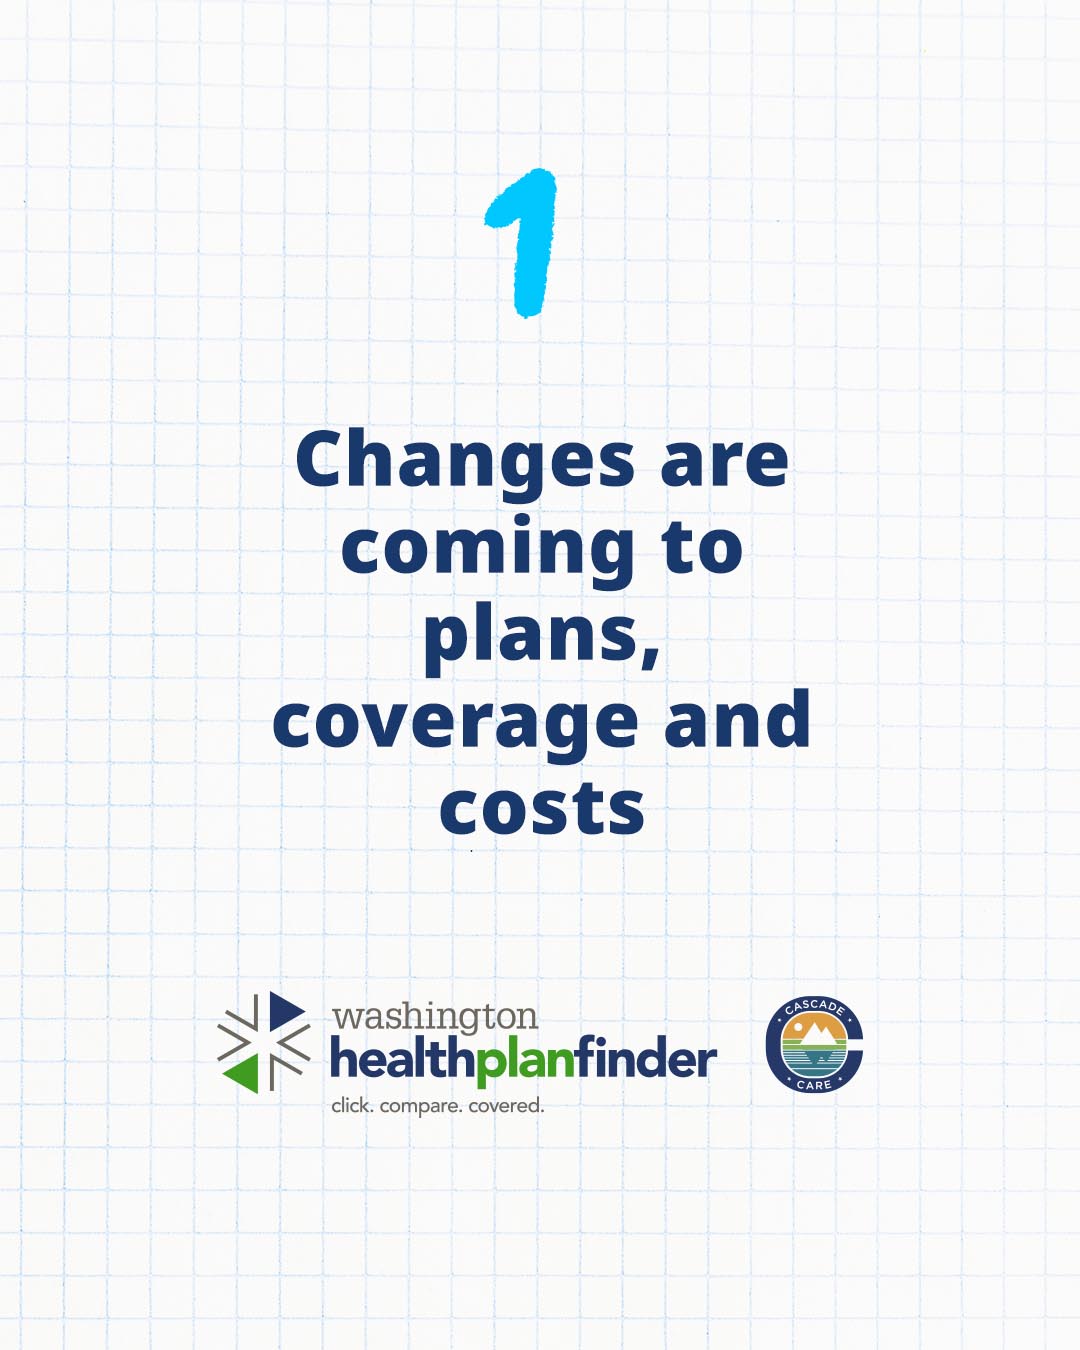 1
Changes are
coming to
plans,
coverage and
costs
washington
healthplanfinder
click. compare. covered.
CASCADE
CARE